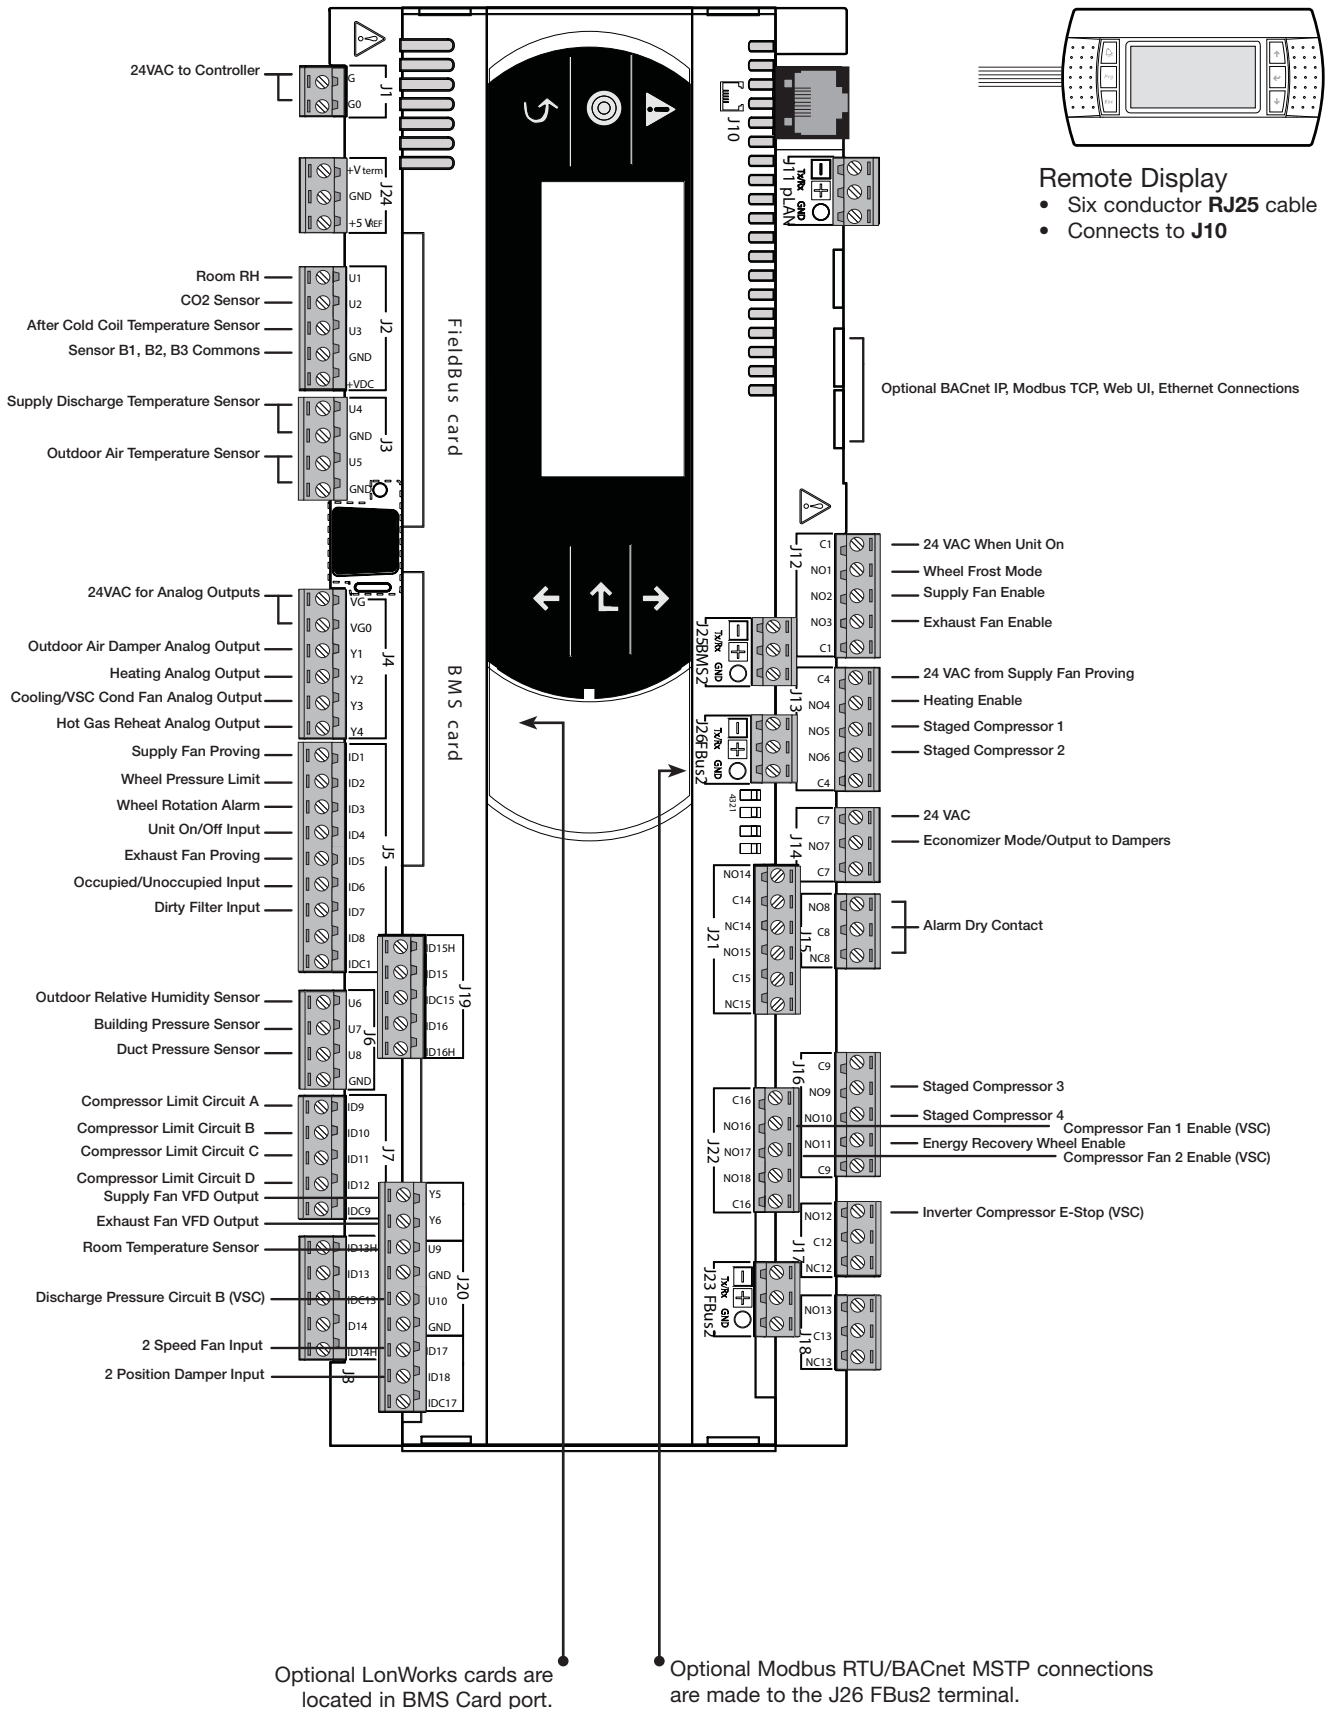 24VAC to Controller
G
G0
J1
+V term
GND
+5 VREF
J24
Room RH
CO2 Sensor
After Cold Coil Temperature Sensor
Sensor B1, B2, B3 Commons
U1
U2
U3
GND
+VDC
J2
Supply Discharge Temperature Sensor
Outdoor Air Temperature Sensor
U4
GND
U5
GND
J3
FieldBus card
24VAC for Analog Outputs
Outdoor Air Damper Analog Output
Heating Analog Output
Cooling/VSC Cond Fan Analog Output
Hot Gas Reheat Analog Output
VG
VG0
Y1
Y2
Y3
Y4
J4
BMS card
Supply Fan Proving
Wheel Pressure Limit
Wheel Rotation Alarm
Unit On/Off Input
Exhaust Fan Proving
Occupied/Unoccupied Input
Dirty Filter Input
ID1
ID2
ID3
ID4
ID5
ID6
ID7
ID8
IDC1
J5
ID15H
ID15
IDC15
ID16
ID16H
J19
Outdoor Relative Humidity Sensor
Building Pressure Sensor
Duct Pressure Sensor
U6
U7
U8
GND
J6
Compressor Limit Circuit A
Compressor Limit Circuit B
Compressor Limit Circuit C
Compressor Limit Circuit D
ID9
ID10
ID11
ID12
IDC9
J7
Supply Fan VFD Output
Exhaust Fan VFD Output
Room Temperature Sensor
Discharge Pressure Circuit B (VSC)
2 Speed Fan Input
2 Position Damper Input
ID13H
ID13
IDC13
ID14
ID14H
J8
Y5
Y6
U9
GND
U10
GND
ID17
ID18
IDC17
J20
J10
J11 pLAN
Tx/Rx
GND
Remote Display
• Six conductor RJ25 cable
• Connects to J10
Prg
Esc
Optional BACnet IP, Modbus TCP, Web UI, Ethernet Connections
J12
C1
NO1
NO2
NO3
C1
24 VAC When Unit On
Wheel Frost Mode
Supply Fan Enable
Exhaust Fan Enable
J25BMS2
Tx/Rx
GND
J13
C4
NO4
NO5
NO6
C4
24 VAC from Supply Fan Proving
Heating Enable
Staged Compressor 1
Staged Compressor 2
J26FBus2
Tx/Rx
GND
4321
J14
C7
NO7
C7
24 VAC
Economizer Mode/Output to Dampers
J21
NO14
C14
NC14
NO15
C15
NC15
J15
NO8
C8
NC8
Alarm Dry Contact
J16
C9
NO9
NO10
NO11
C9
Staged Compressor 3
Staged Compressor 4
Compressor Fan 1 Enable (VSC)
Energy Recovery Wheel Enable
Compressor Fan 2 Enable (VSC)
J22
C16
NO16
NO17
NO18
C16
J17
NO12
C12
NC12
Inverter Compressor E-Stop (VSC)
J23 FBus2
Tx/Rx
GND
J18
NO13
C13
NC13
Optional LonWorks cards are
located in BMS Card port.
Optional Modbus RTU/BACnet MSTP connections
are made to the J26 FBus2 terminal.